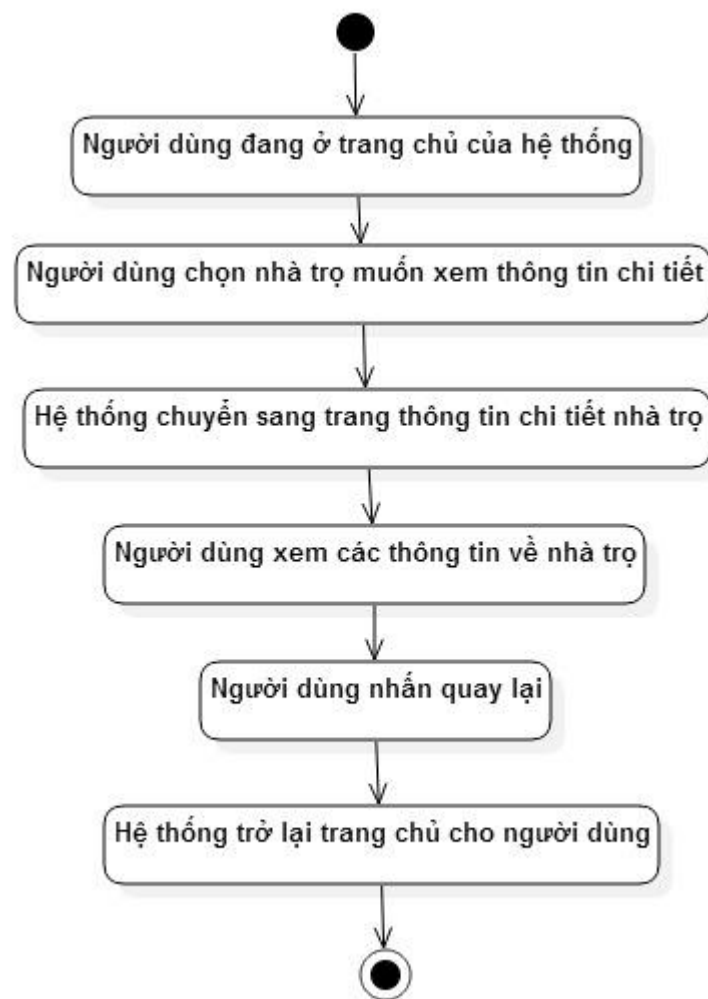 Người dùng đang ở trang chủ của hệ thống
Người dùng chọn nhà trọ muốn xem thông tin chi tiết
Hệ thống chuyển sang trang thông tin chi tiết nhà trọ
Người dùng xem các thông tin về nhà trọ
Người dùng nhấn quay lại
Hệ thống trở lại trang chủ cho người dùng